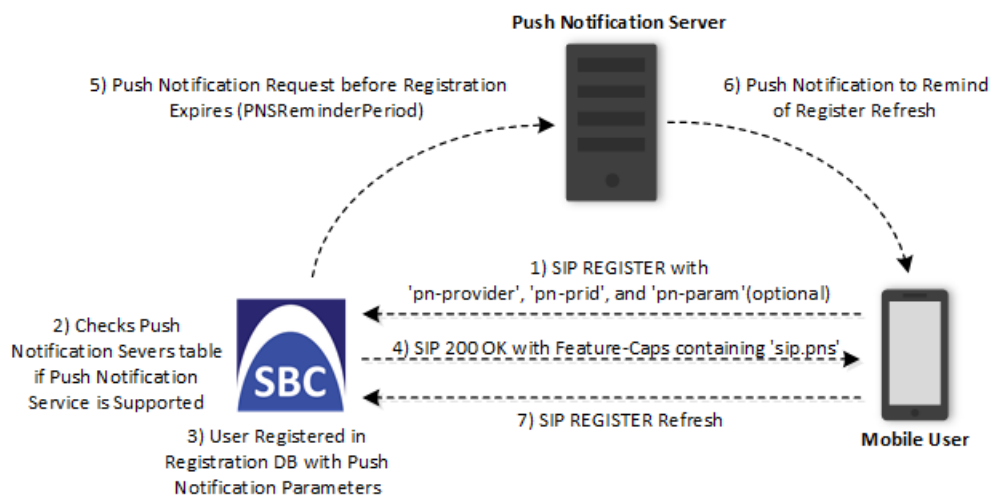 Push Notification Server
5) Push Notification Request before Registration
Expires (PNSReminderPeriod)
6) Push Notification to Remind
of Register Refresh
1) SIP REGISTER with
'pn-provider', 'pn-prid', and 'pn-param'(optional)
2) Checks Push
Notification Severs table
if Push Notification
Service is Supported
SBC
4) SIP 200 OK with Feature-Caps containing 'sip.pns'
7) SIP REGISTER Refresh
Mobile User
3) User Registered in
Registration DB with Push
Notification Parameters